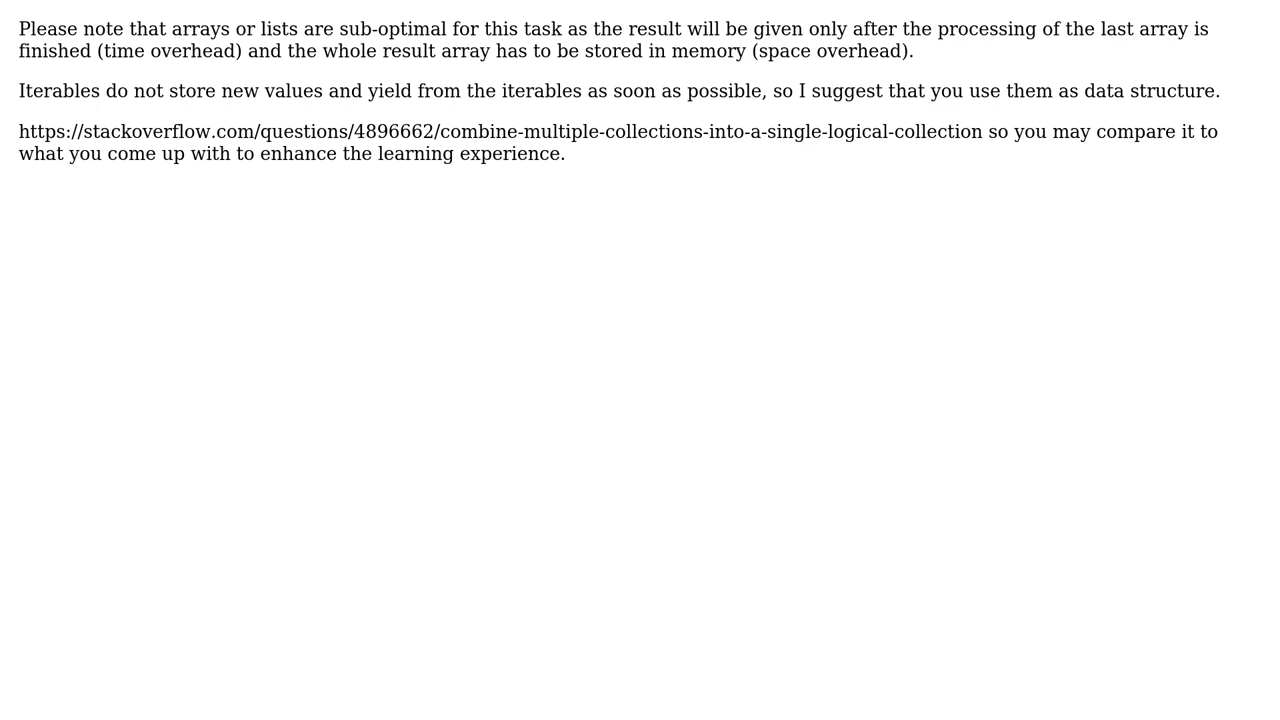 Please note that arrays or lists are sub-optimal for this task as the result will be given only after the processing of the last array is
finished (time overhead) and the whole result array has to be stored in memory (space overhead).
Iterables do not store new values and yield from the iterables as soon as possible, so I suggest that you use them as data structure.
https://stackoverflow.com/questions/4896662/combine-multiple-collections-into-a-single-logical-collection so you may compare it to
what you come up with to enhance the learning experience.